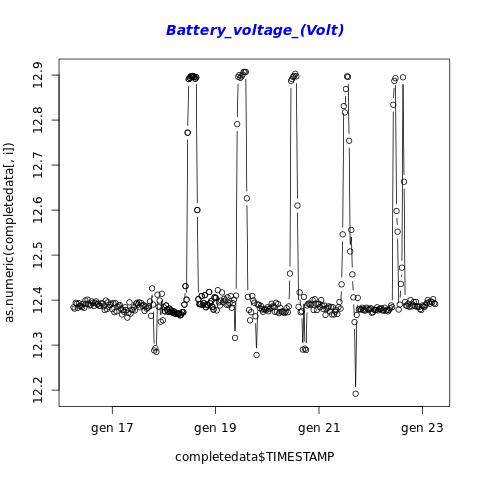 Battery_voltage_(Volt)
as.numeric(completedata[, i])
12.9
12.8
12.7
12.6
12.5
12.4
12.3
12.2
gen 17 gen 19 gen 21 gen 23
completedata$TIMESTAMP